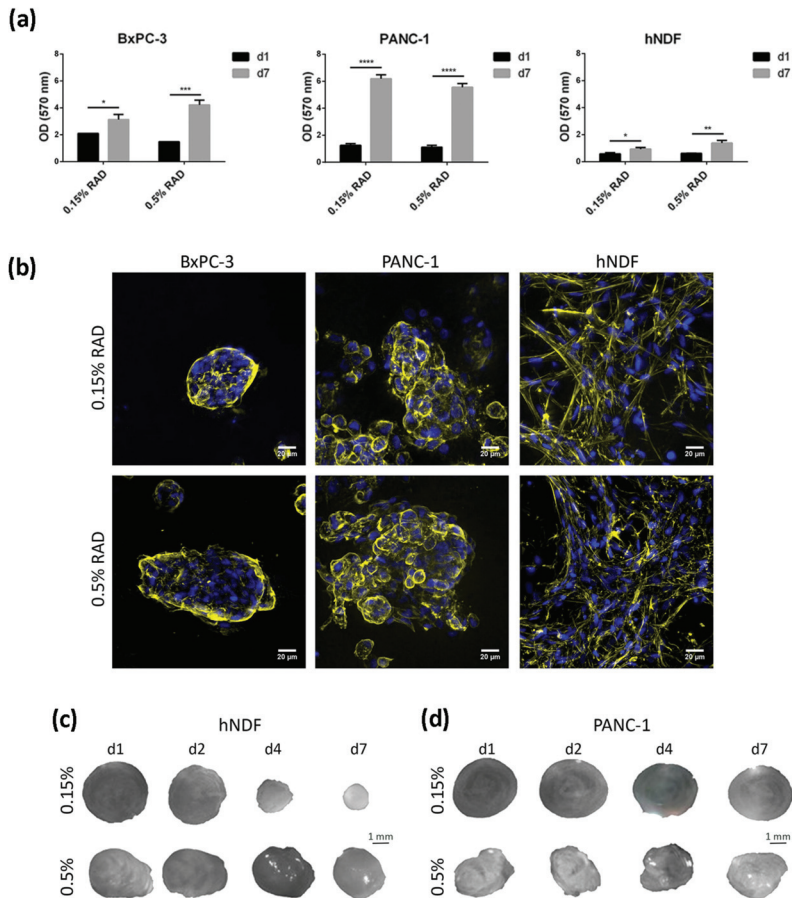 (a)
BxPC-3
PANC-1
hNDF
OD (570 nm)
8
6
4
2
0
*
***
d1
d7
0.15% RAD
0.5% RAD
OD (570 nm)
8
6
4
2
0
****
****
d1
d7
0.15% RAD
0.5% RAD
OD (570 nm)
8
6
4
2
0
*
**
d1
d7
0.15% RAD
0.5% RAD
(b)
BxPC-3
PANC-1
hNDF
0.15% RAD
20 µm
20 µm
20 µm
0.5% RAD
20 µm
20 µm
20 µm
(c)
hNDF
d1
d2
d4
d7
0.15%
1 mm
0.5%
(d)
PANC-1
d1
d2
d4
d7
0.15%
1 mm
0.5%